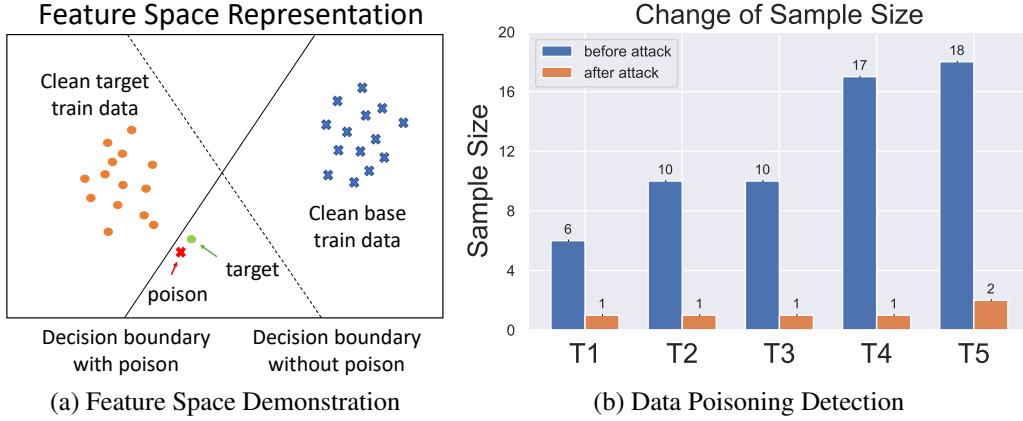 Feature Space Representation
Clean target
train data
Clean base
train data
target
poison
Decision boundary
with poison
Decision boundary
without poison
(a) Feature Space Demonstration
Change of Sample Size
before attack
after attack
Sample Size
20
16
12
8
4
0
6
1
10
1
10
1
17
1
18
2
T1
T2
T3
T4
T5
(b) Data Poisoning Detection